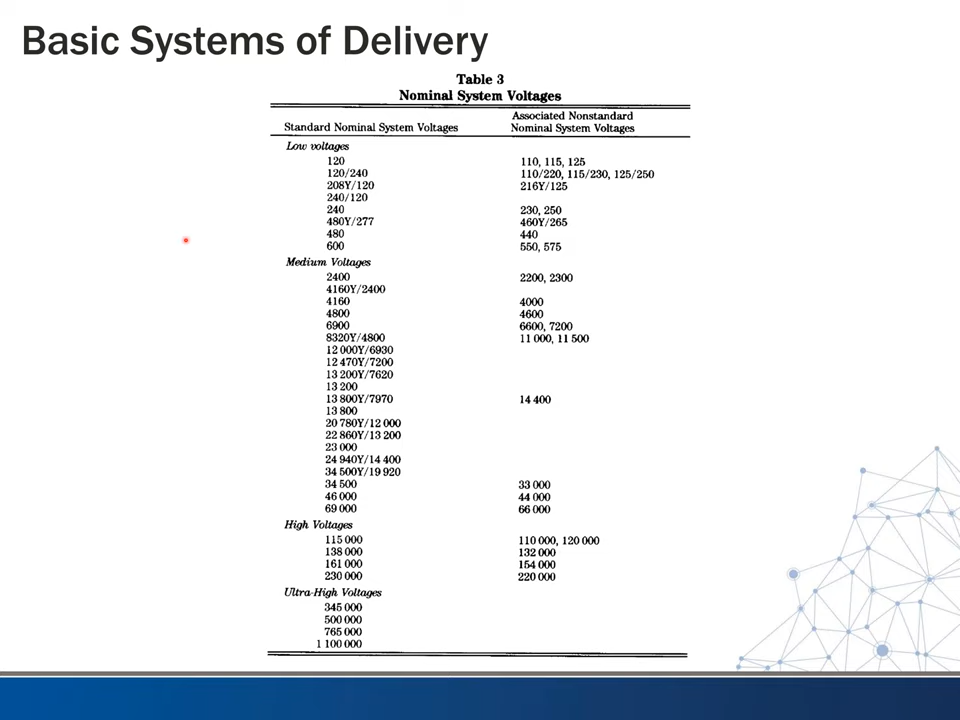 Basic Systems of Delivery
Table 3
Nominal System Voltages
Standard Nominal System Voltages
Associated Nonstandard
Nominal System Voltages
Low voltages
120 110, 115, 125
120/240 110/220, 115/230, 125/250
208Y/120 216Y/125
240/120
240 230, 250
480Y/277 460Y/265
480 440
600 550, 575
Medium Voltages
2400 2200, 2300
4160Y/2400
4160 4000
4800 4600
6900 6600, 7200
8320Y/4800 11 000, 11 500
12 000Y/6930
12 470Y/7200
13 200Y/7620
13 200
13 800Y/7970 14 400
13 800
20 780Y/12 000
22 860Y/13 200
23 000
24 940Y/14 400
34 500Y/19 920
34 500 33 000
46 000 44 000
69 000 66 000
High Voltages
115 000 110 000, 120 000
138 000 132 000
161 000 154 000
230 000 220 000
Ultra-High Voltages
345 000
500 000
765 000
1 100 000